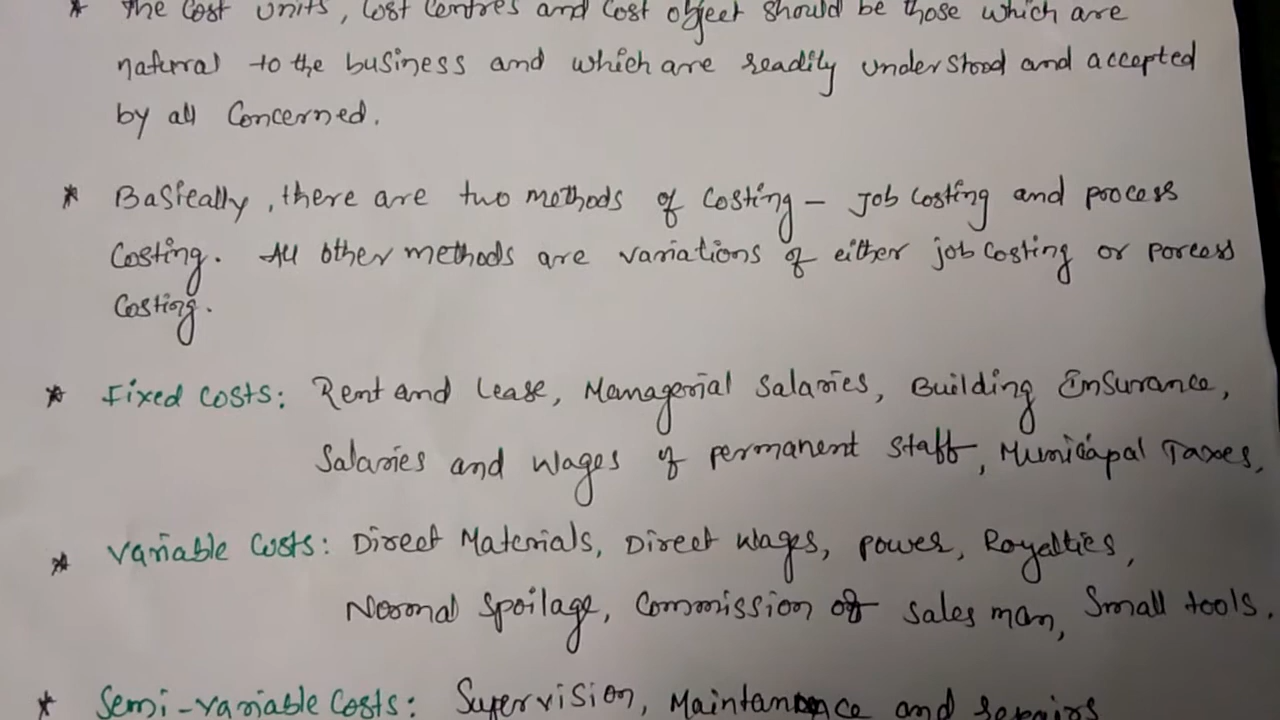 * The Cost units, Cost Centres and Cost object should be those which are
natural to the business and which are readily understood and accepted
by all Concerned.
* Basically, there are two methods of Costing - Job Costing and process
Costing. All other methods are variations of either job Costing or porcess
Costing.
* Fixed Costs: Rent and Lease, Managerial Salaries, Building Insurance,
Salaries and Wages of permanent Staff, Municipal Taxes,
* Variable Costs: Direct Materials, Direct Wages, Power, Royalties,
Normal Spoilage, Commission of Sales man, Small tools.
* Semi-variable Costs: Supervision, Maintannce and repairs